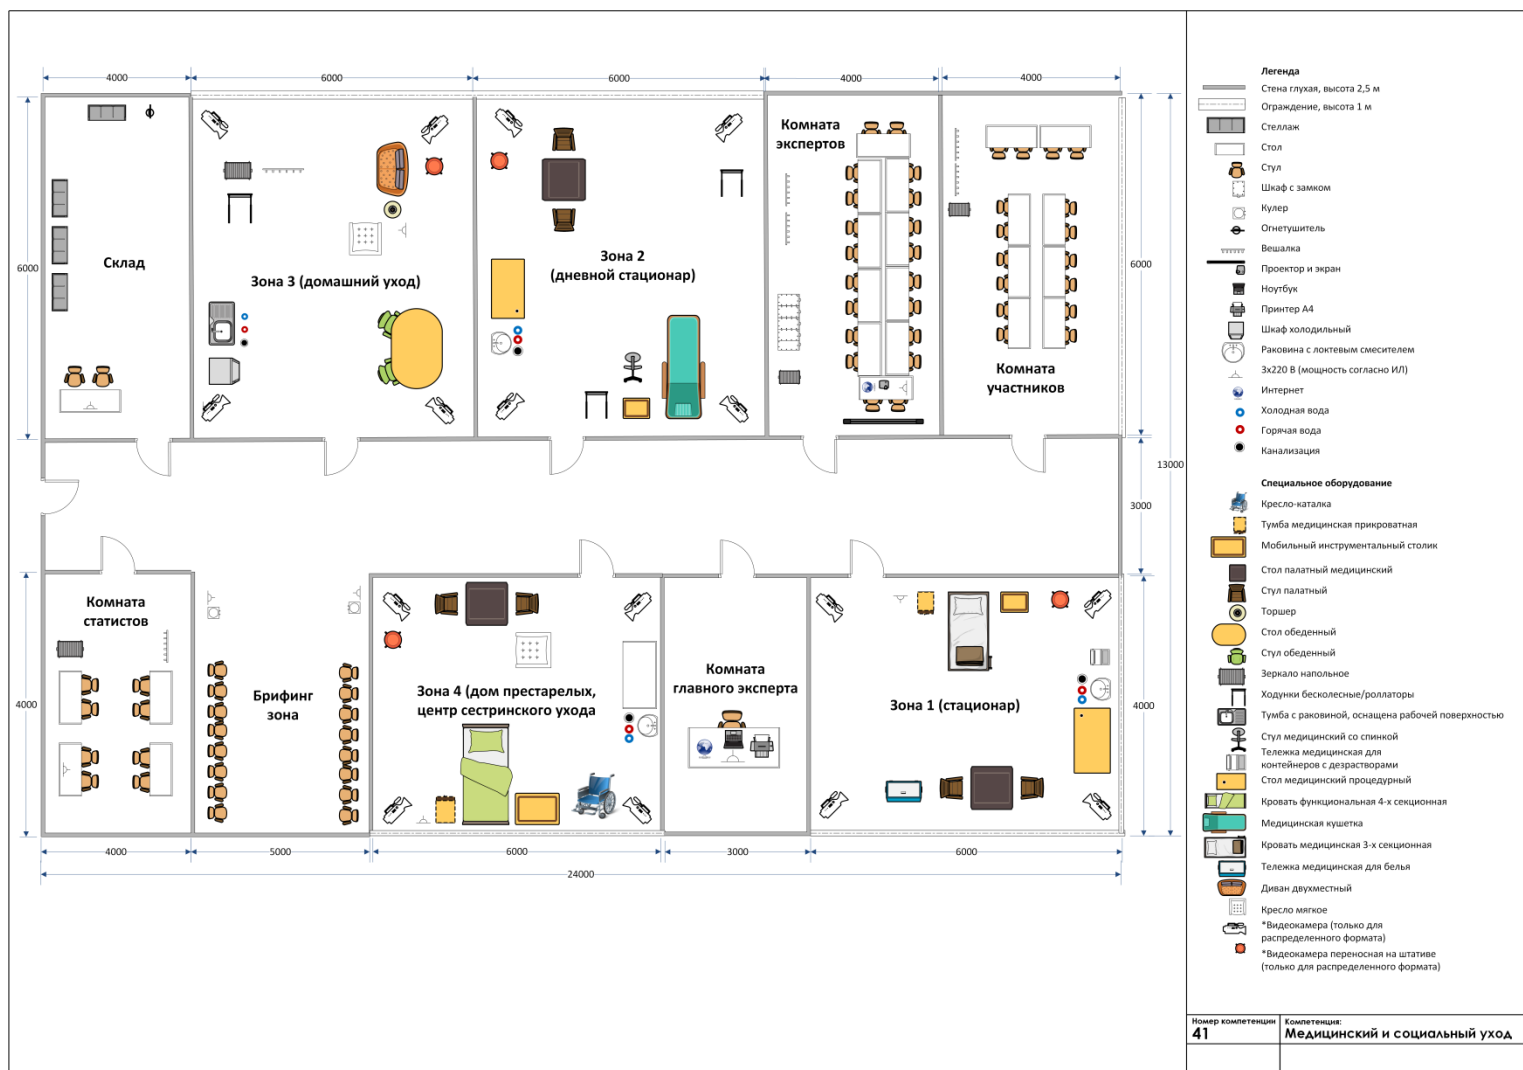 4000
6000
6000
4000
4000
6000
Склад
Зона 3 (домашний уход)
Зона 2
(дневной стационар)
Комната
экспертов
Комната
участников
6000
13000
3000
4000
4000
Комната
статистов
Брифинг
зона
Зона 4 (дом престарелых,
центр сестринского ухода
Комната
главного эксперта
Зона 1 (стационар)
4000
5000
6000
3000
6000
24000
Легенда
Стена глухая, высота 2,5 м
Ограждение, высота 1 м
Стеллаж
Стол
Стул
Шкаф с замком
Кулер
Огнетушитель
Вешалка
Проектор и экран
Ноутбук
Принтер А4
Шкаф холодильный
Раковина с локтевым смесителем
3х220 В (мощность согласно ИЛ)
Интернет
Холодная вода
Горячая вода
Канализация
Специальное оборудование
Кресло-каталка
Тумба медицинская прикроватная
Мобильный инструментальный столик
Стол палатный медицинский
Стул палатный
Торшер
Стол обеденный
Стул обеденный
Зеркало напольное
Ходунки бесколесные/роллаторы
Тумба с раковиной, оснащена рабочей поверхностью
Стул медицинский со спинкой
Тележка медицинская для
контейнеров с дезрастворами
Стол медицинский процедурный
Кровать функциональная 4-х секционная
Медицинская кушетка
Кровать медицинская 3-х секционная
Тележка медицинская для белья
Диван двухместный
Кресло мягкое
*Видеокамера (только для
распределенного формата)
*Видеокамера переносная на штативе
(только для распределенного формата)
Номер компетенции
41
Компетенция:
Медицинский и социальный уход